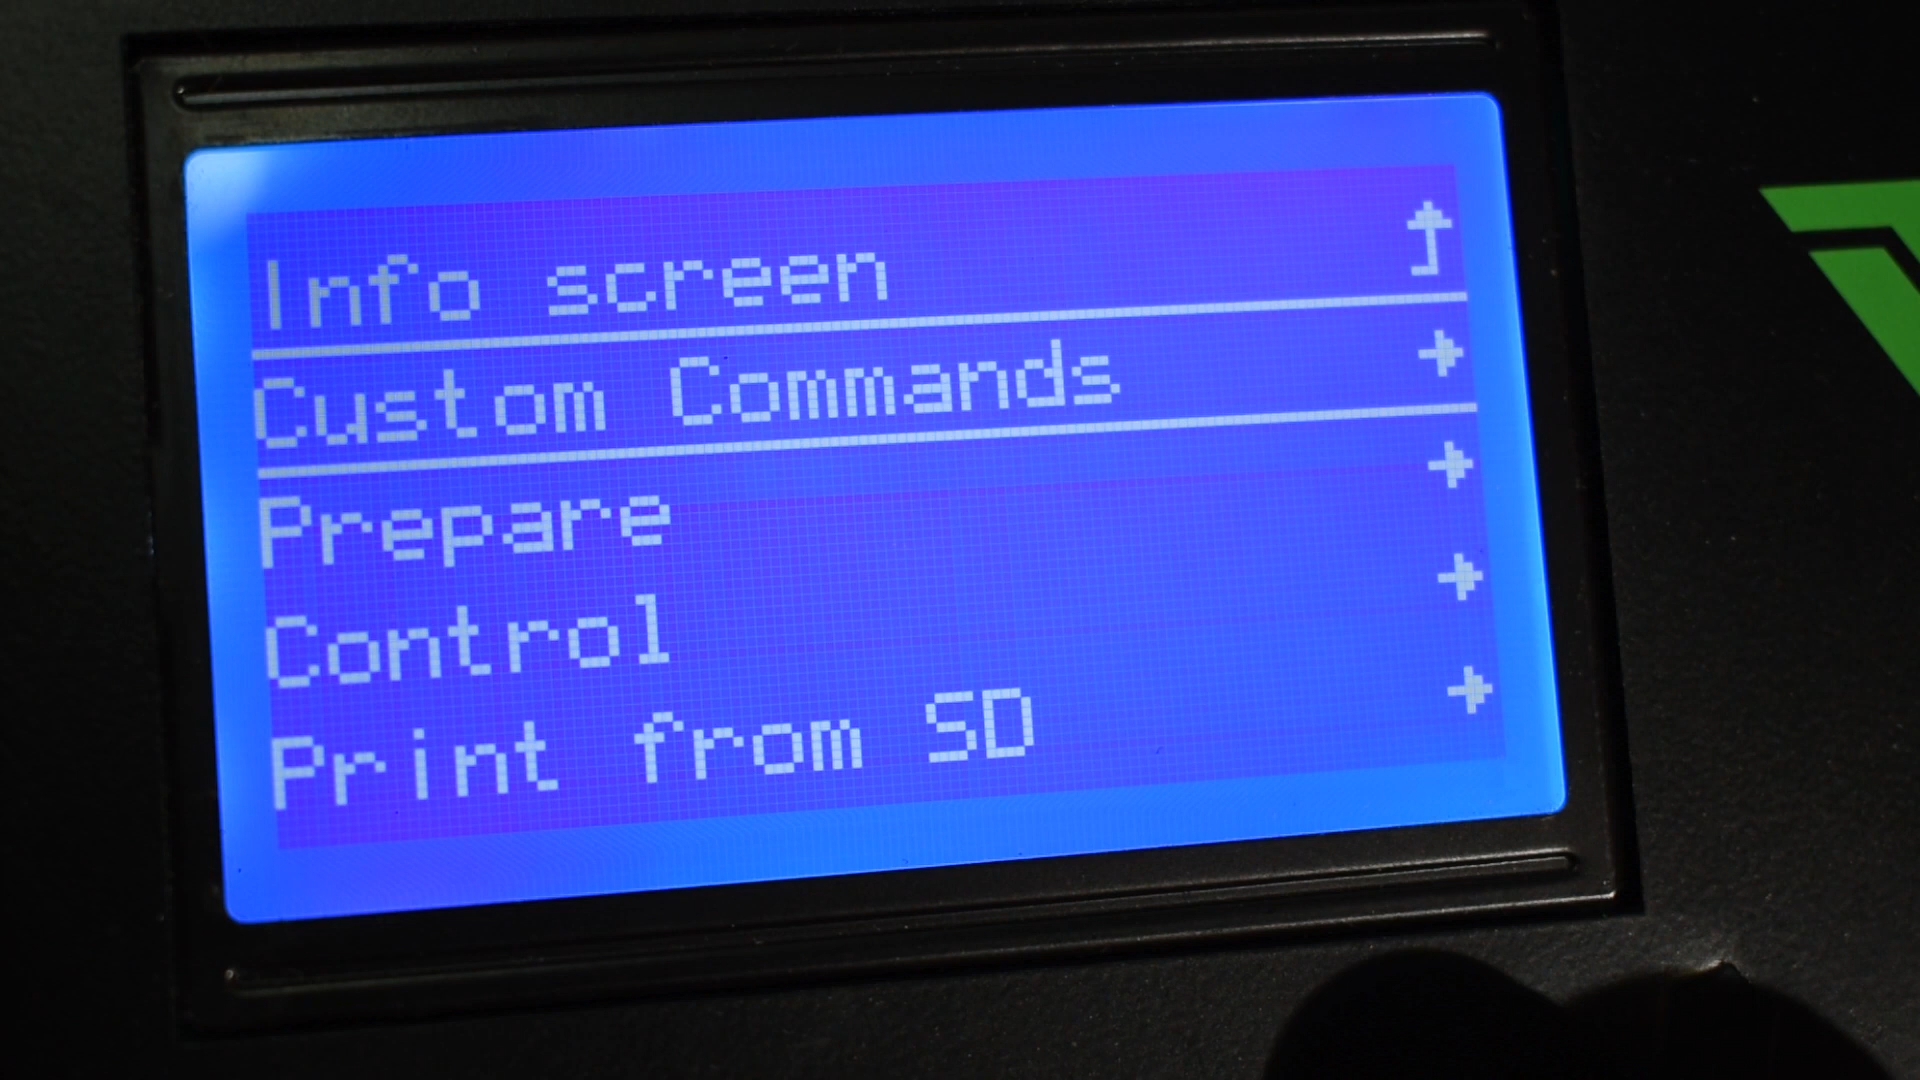 Info screen
Custom Commands
Prepare
Control
Print from SD